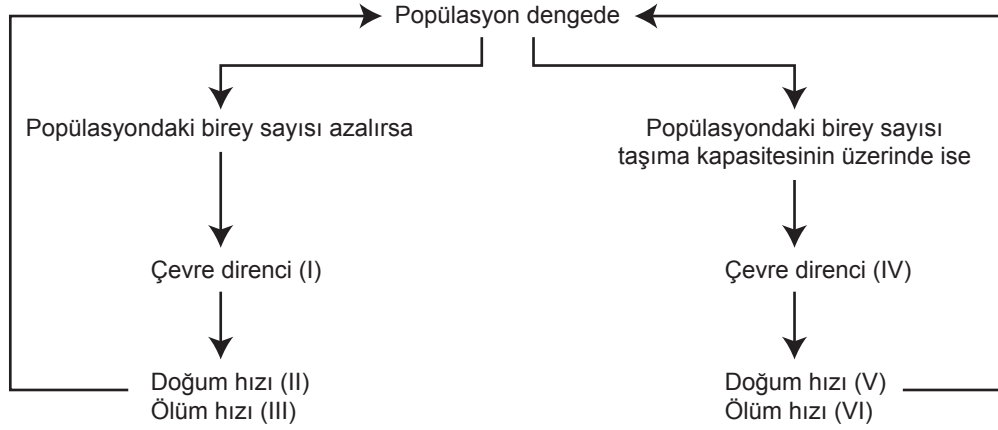 Popülasyon dengede
Popülasyondaki birey sayısı azalırsa
Popülasyondaki birey sayısı
taşıma kapasitesinin üzerinde ise
Çevre direnci (I)
Çevre direnci (IV)
Doğum hızı (II)
Ölüm hızı (III)
Doğum hızı (V)
Ölüm hızı (VI)